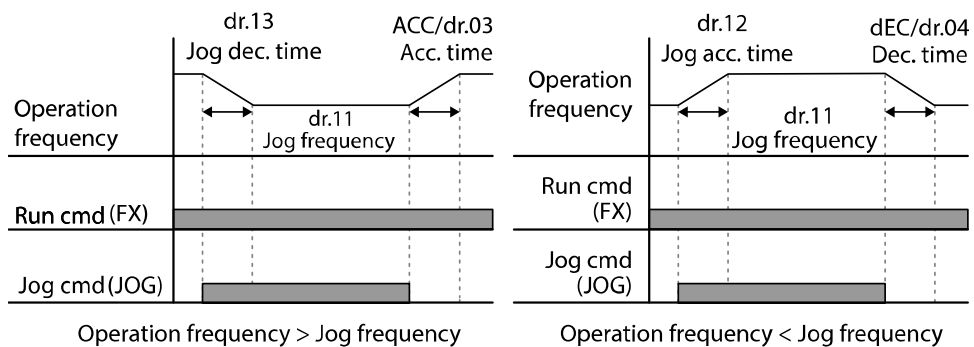 dr.13
Jog dec. time
ACC/dr.03
Acc. time
Operation
frequency
dr.11
Jog frequency
Run cmd (FX)
Jog cmd (JOG)
Operation frequency > Jog frequency
dr.12
Jog acc. time
dEC/dr.04
Dec. time
Operation
frequency
dr.11
Jog frequency
Run cmd
(FX)
Jog cmd
(JOG)
Operation frequency < Jog frequency